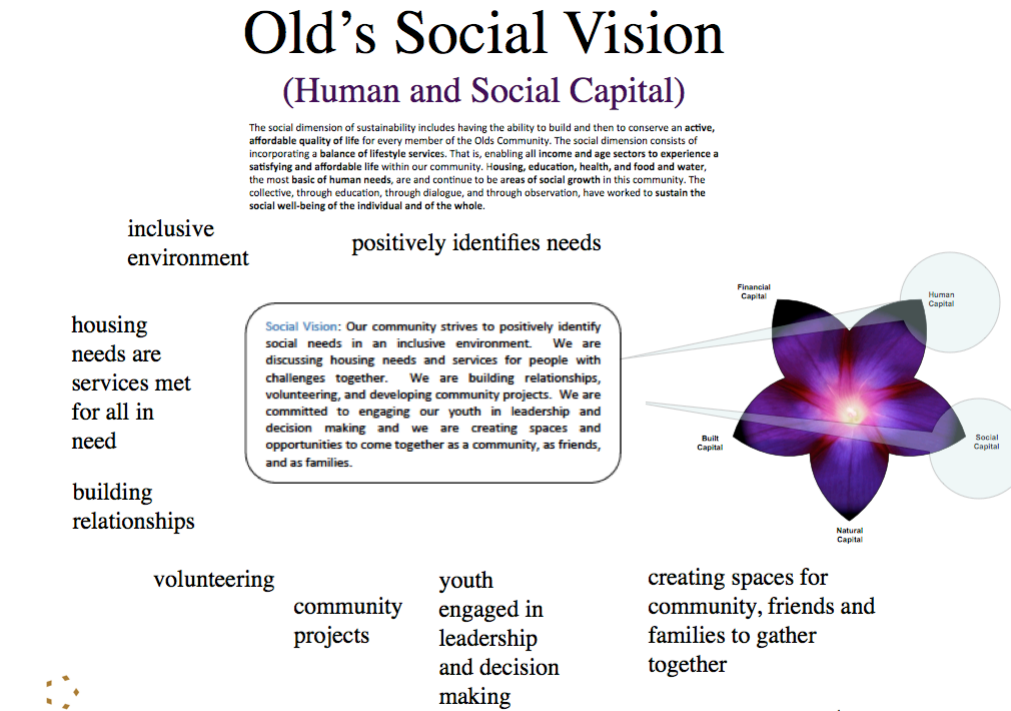 Old’s Social Vision
(Human and Social Capital)
The social dimension of sustainability includes having the ability to build and then to conserve an active,
affordable quality of life for every member of the Olds Community. The social dimension consists of
incorporating a balance of lifestyle services. That is, enabling all income and age sectors to experience a
satisfying and affordable life within our community. Housing, education, health, and food and water,
the most basic of human needs, are and continue to be areas of social growth in this community. The
collective, through education, through dialogue, and through observation, have worked to sustain the
social well-being of the individual and of the whole.
inclusive
environment
positively identifies needs
housing
needs are
services met
for all in
need
building
relationships
Social Vision: Our community strives to positively identify
social needs in an inclusive environment. We are
discussing housing needs and services for people with
challenges together. We are building relationships,
volunteering, and developing community projects. We are
committed to engaging our youth in leadership and
decision making and we are creating spaces and
opportunities to come together as a community, as friends,
and as families.
Financial
Capital
Human
Capital
Built
Capital
Social
Capital
Natural
Capital
volunteering
community
projects
youth
engaged in
leadership
and decision
making
creating spaces for
community, friends and
families to gather
together